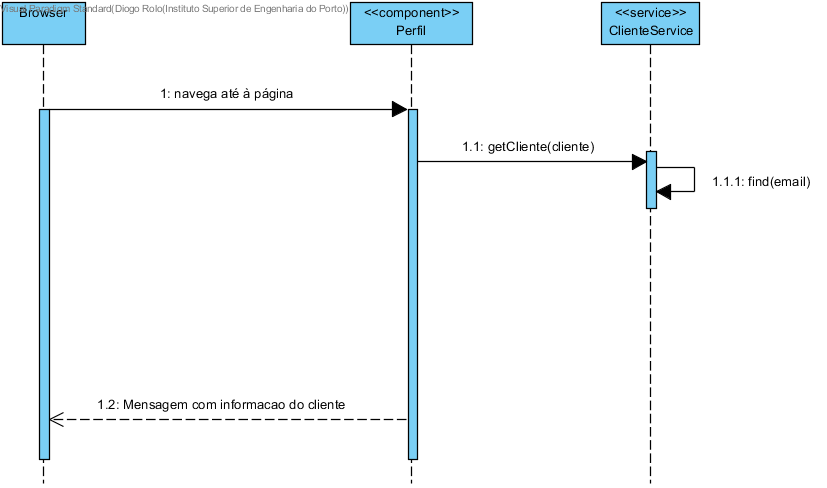 Visual Paradigm Standard(Diogo Rolo(Instituto Superior de Engenharia do Porto))
Browser
<<component>>
Perfil
<<service>>
ClienteService
1: navega até à página
1.1: getCliente(cliente)
1.1.1: find(email)
1.2: Mensagem com informacao do cliente